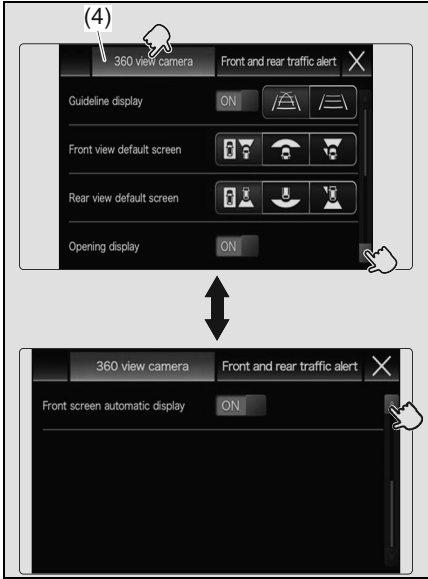 (4)
360 view camera Front and rear traffic alert
Guideline display ON
Front view default screen
Rear view default screen
Opening display ON
360 view camera Front and rear traffic alert
Front screen automatic display ON